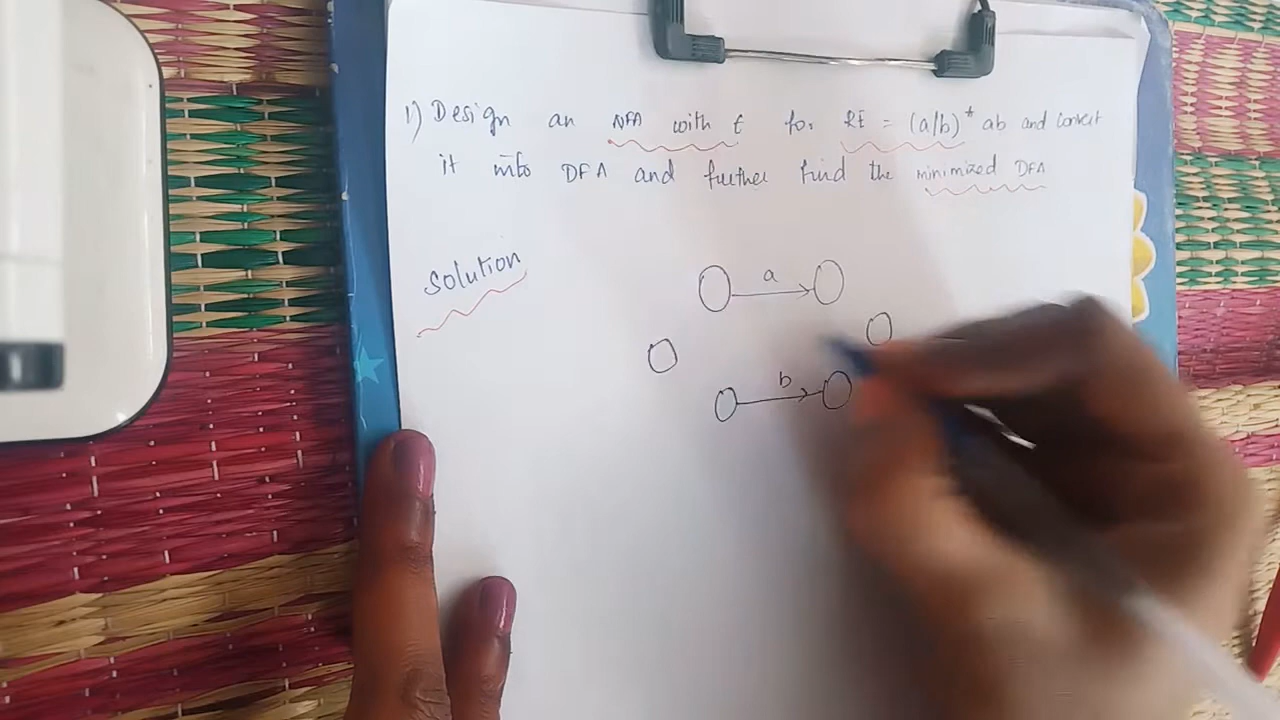 1) Design an NFA with ε for RE = (a/b)* ab and convert
it into DFA and further find the minimized DFA
Solution
a
b